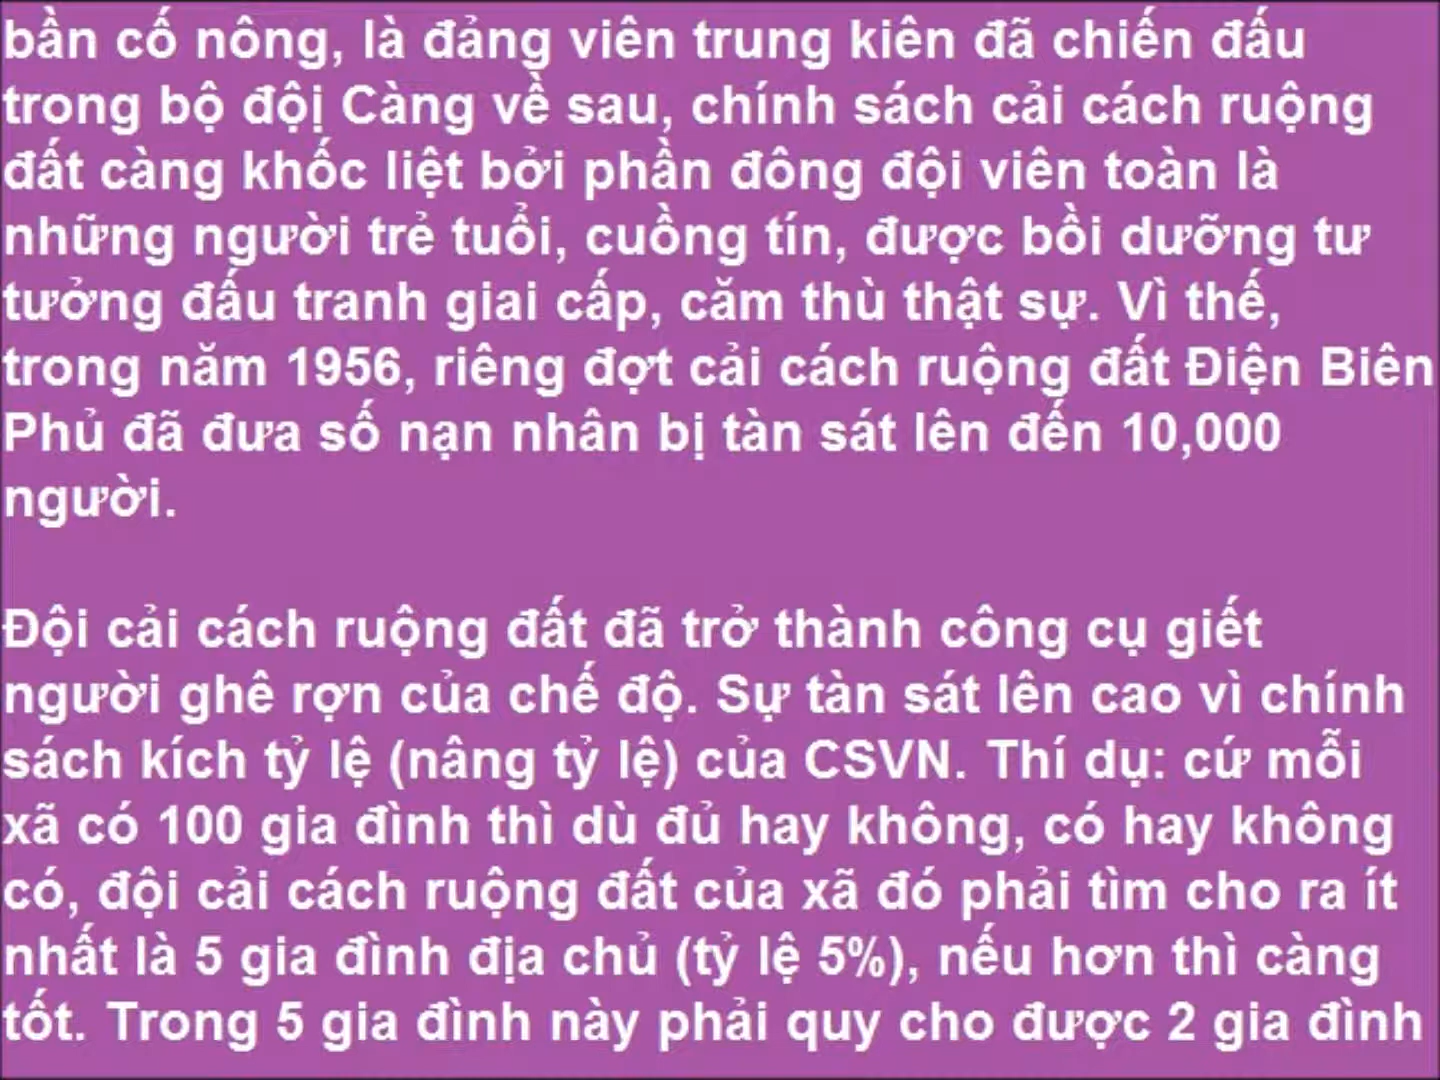 bần cố nông, là đảng viên trung kiên đã chiến đấu
trong bộ đội Càng về sau, chính sách cải cách ruộng
đất càng khốc liệt bởi phần đông đội viên toàn là
những người trẻ tuổi, cuồng tín, được bồi dưỡng tư
tưởng đấu tranh giai cấp, căm thù thật sự. Vì thế,
trong năm 1956, riêng đợt cải cách ruộng đất Điện Biên
Phủ đã đưa số nạn nhân bị tàn sát lên đến 10,000
người.
Đội cải cách ruộng đất đã trở thành công cụ giết
người ghê rợn của chế độ. Sự tàn sát lên cao vì chính
sách kích tỷ lệ (nâng tỷ lệ) của CSVN. Thí dụ: cứ mỗi
xã có 100 gia đình thì dù đủ hay không, có hay không
có, đội cải cách ruộng đất của xã đó phải tìm cho ra ít
nhất là 5 gia đình địa chủ (tỷ lệ 5%), nếu hơn thì càng
tốt. Trong 5 gia đình này phải quy cho được 2 gia đình